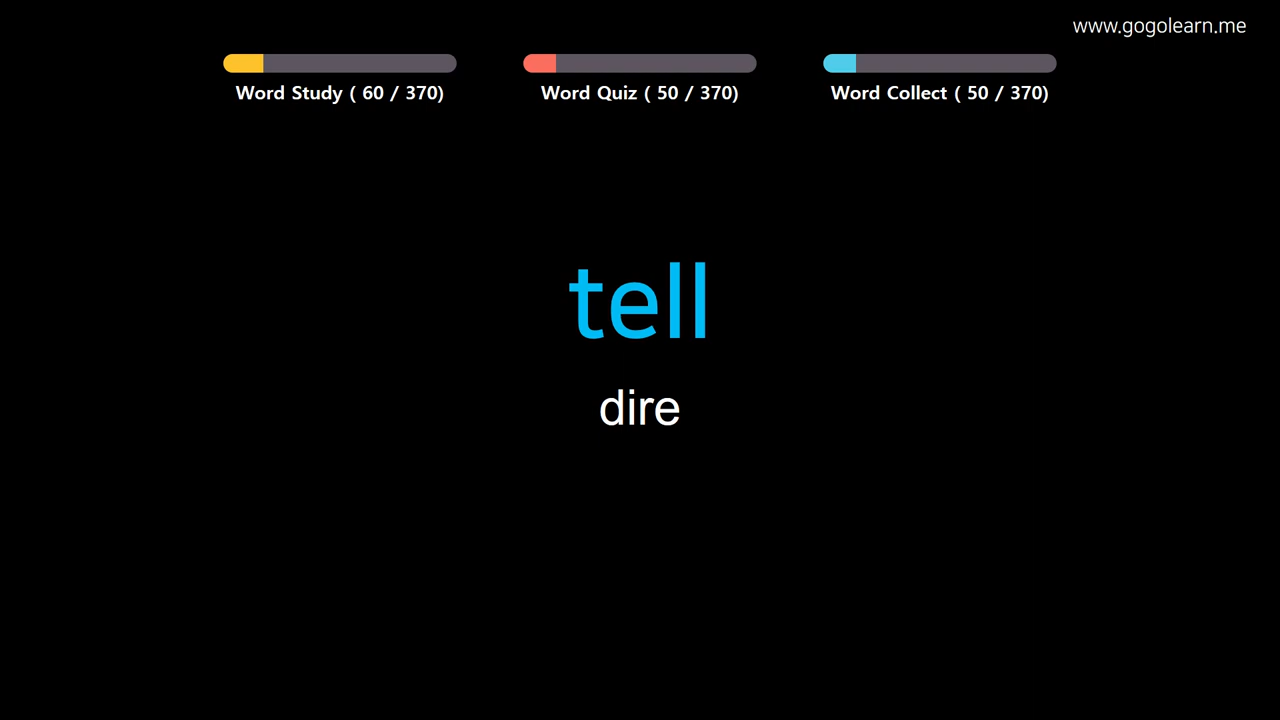 www.gogolearn.me
Word Study ( 60 / 370)
Word Quiz ( 50 / 370)
Word Collect ( 50 / 370)
tell
dire